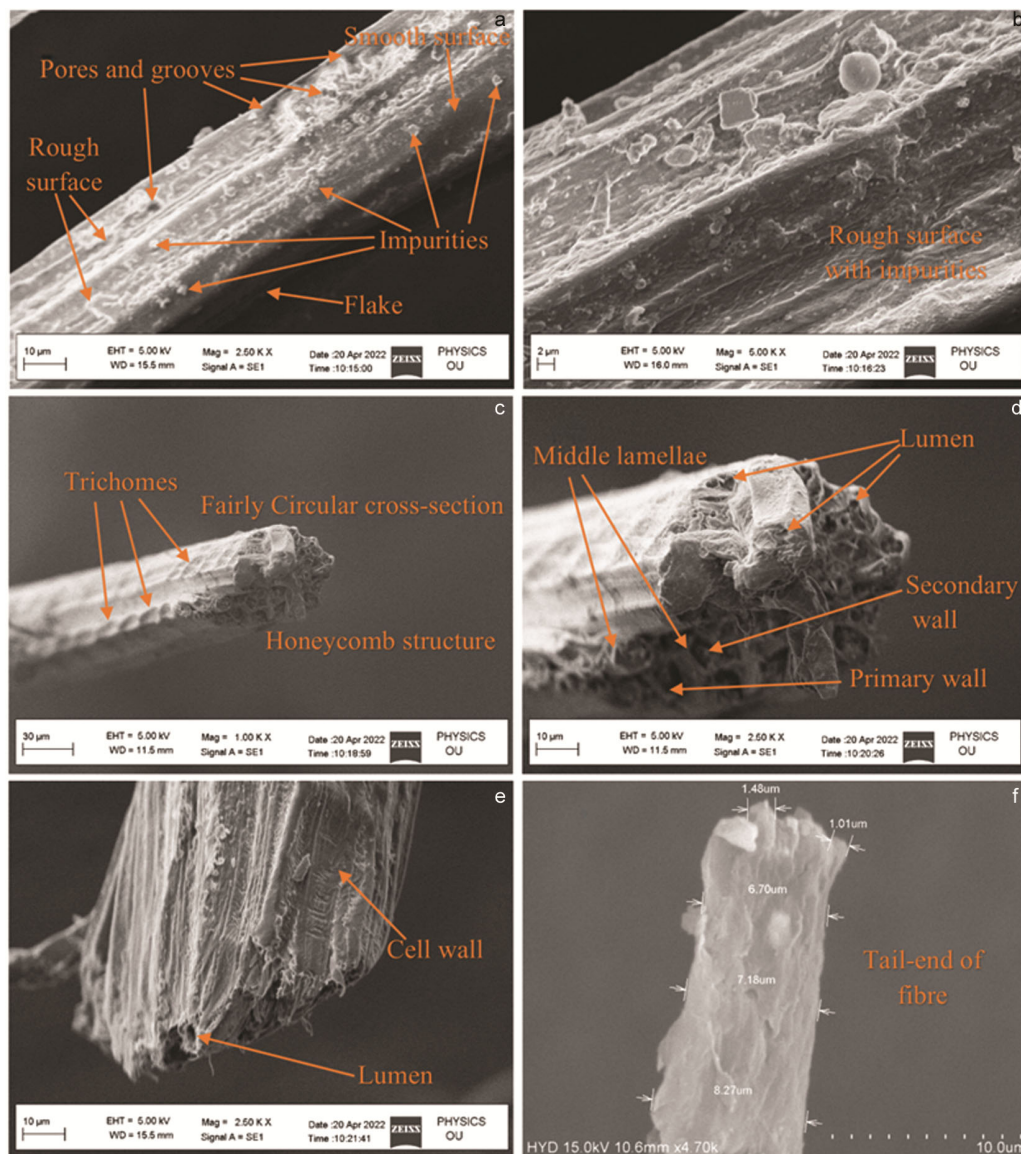 a
Smooth surface
Pores and grooves
Rough
surface
Impurities
Flake
10 µm
EHT = 5.00 kV
WD = 15.5 mm
Mag = 2.50 K X
Signal A = SE1
Date :20 Apr 2022
Time :10:15:00
ZEISS
PHYSICS
OU
b
Rough surface
with impurities
2 µm
EHT = 5.00 kV
WD = 16.0 mm
Mag = 5.00 K X
Signal A = SE1
Date :20 Apr 2022
Time :10:16:23
ZEISS
PHYSICS
OU
c
Trichomes
Fairly Circular cross-section
Honeycomb structure
30 µm
EHT = 5.00 kV
WD = 11.5 mm
Mag = 1.00 K X
Signal A = SE1
Date :20 Apr 2022
Time :10:18:59
ZEISS
PHYSICS
OU
d
Lumen
Middle lamellae
Secondary
wall
Primary wall
10 µm
EHT = 5.00 kV
WD = 11.5 mm
Mag = 2.50 K X
Signal A = SE1
Date :20 Apr 2022
Time :10:20:26
ZEISS
PHYSICS
OU
e
Cell wall
Lumen
10 µm
EHT = 5.00 kV
WD = 15.5 mm
Mag = 2.50 K X
Signal A = SE1
Date :20 Apr 2022
Time :10:21:41
ZEISS
PHYSICS
OU
f
1.48um
1.01um
6.70um
7.18um
8.27um
Tail-end of
fibre
HYD 15.0kV 10.6mm x4.70k
10.0um